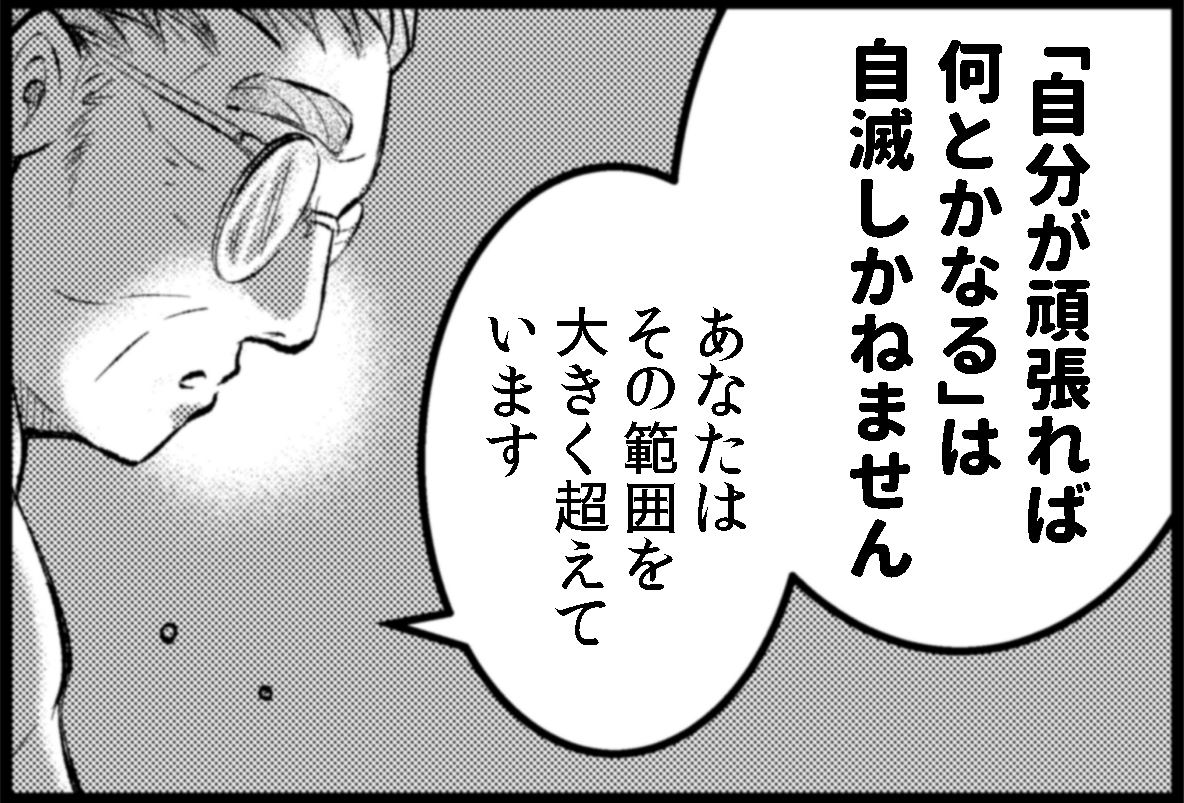 「自分が頑張れば
何とかなる」は
自滅しかねません
あなたは
その範囲を
大きく超えて
います